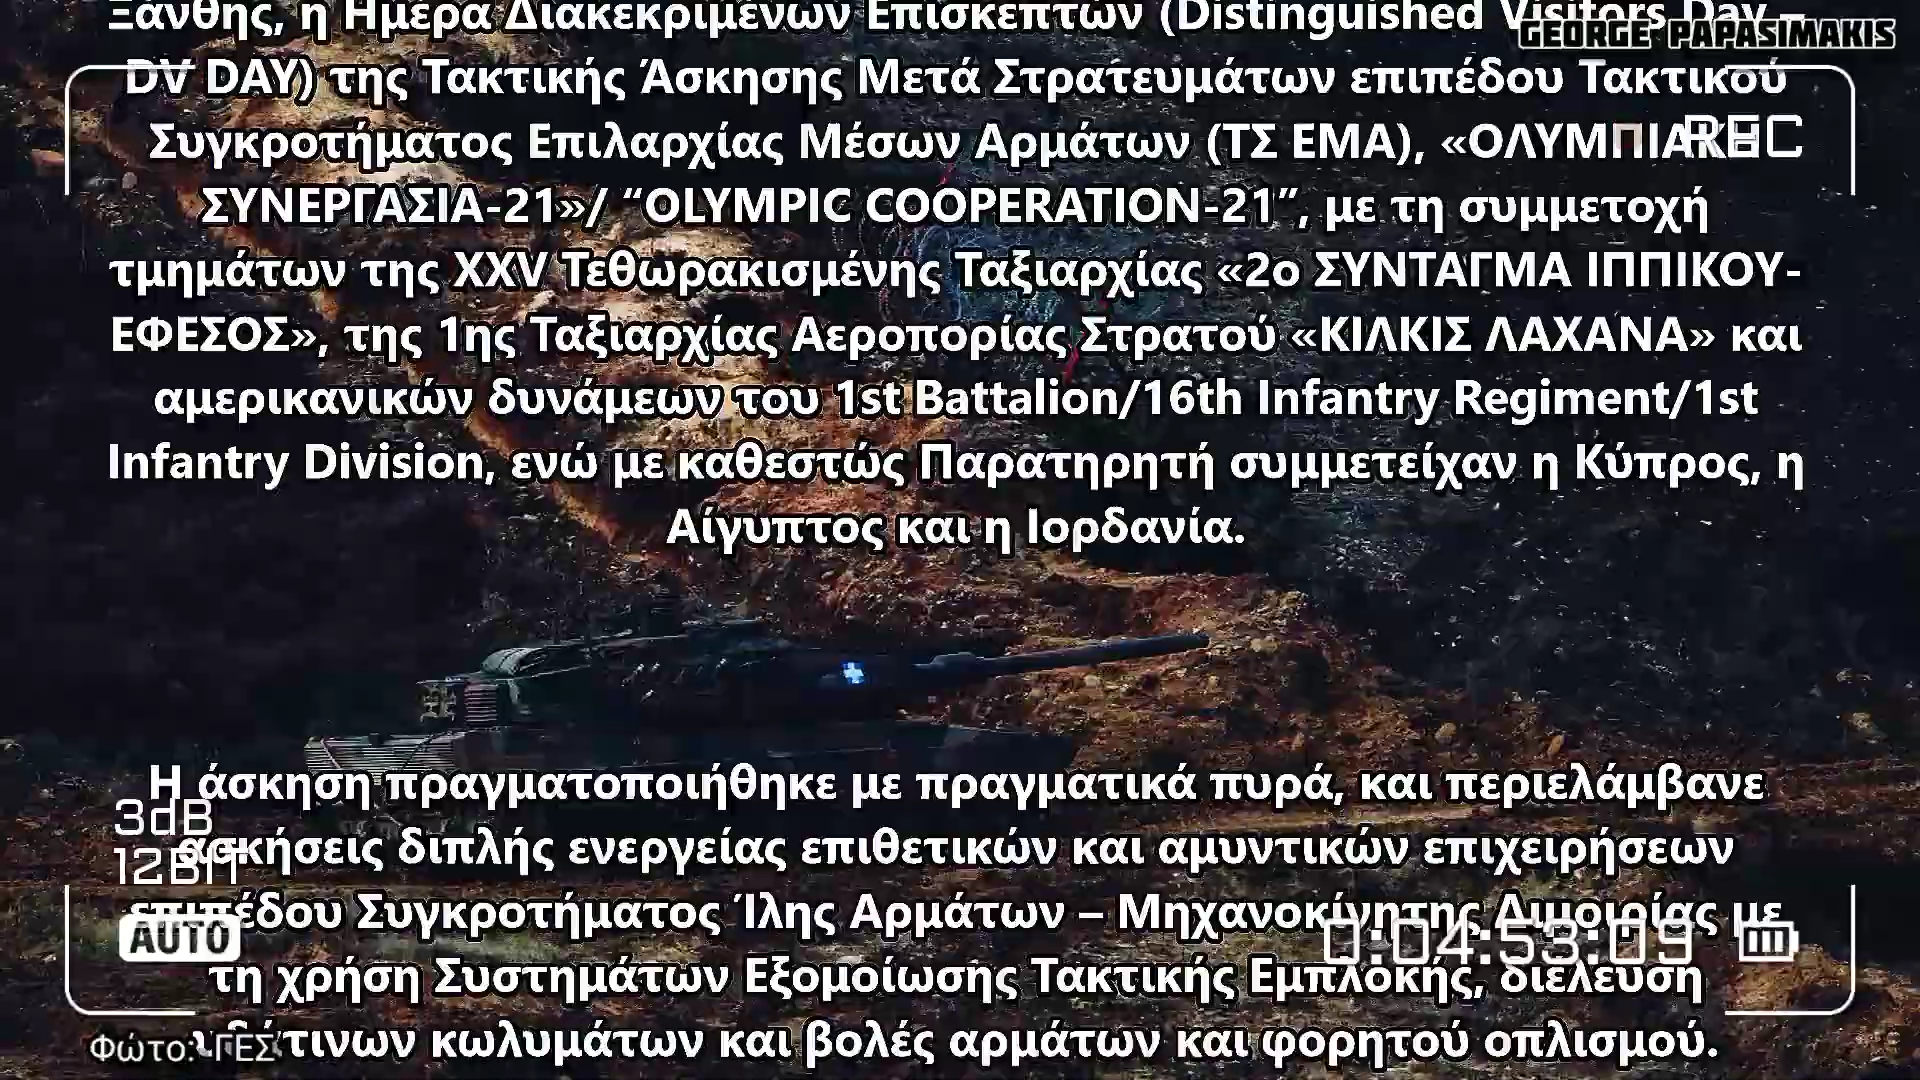 Ξάνθης, η Ημέρα Διακεκριμένων Επισκεπτών (Distinguished Visitors Day –
GEORGE PAPASIMAKIS
DV DAY) της Τακτικής Άσκησης Μετά Στρατευμάτων επιπέδου Τακτικού
Συγκροτήματος Επιλαρχίας Μέσων Αρμάτων (ΤΣ ΕΜΑ), «ΟΛΥΜΠΙΑΚΗ
REC
ΣΥΝΕΡΓΑΣΙΑ-21»/ “OLYMPIC COOPERATION-21”, με τη συμμετοχή
τμημάτων της XXV Τεθωρακισμένης Ταξιαρχίας «2ο ΣΥΝΤΑΓΜΑ ΙΠΠΙΚΟΥ-
ΕΦΕΣΟΣ», της 1ης Ταξιαρχίας Αεροπορίας Στρατού «ΚΙΛΚΙΣ ΛΑΧΑΝΑ» και
αμερικανικών δυνάμεων του 1st Battalion/16th Infantry Regiment/1st
Infantry Division, ενώ με καθεστώς Παρατηρητή συμμετείχαν η Κύπρος, η
Αίγυπτος και η Ιορδανία.
Η άσκηση πραγματοποιήθηκε με πραγματικά πυρά, και περιελάμβανε
3dB
ασκήσεις διπλής ενεργείας επιθετικών και αμυντικών επιχειρήσεων
12BIT
επιπέδου Συγκροτήματος Ίλης Αρμάτων – Μηχανοκίνητης Διμοιρίας με
AUTO
0:04:53:09
τη χρήση Συστημάτων Εξομοίωσης Τακτικής Εμπλοκής, διέλευση
υδάτινων κωλυμάτων και βολές αρμάτων και φορητού οπλισμού.
Φώτο: ΓΕΣ